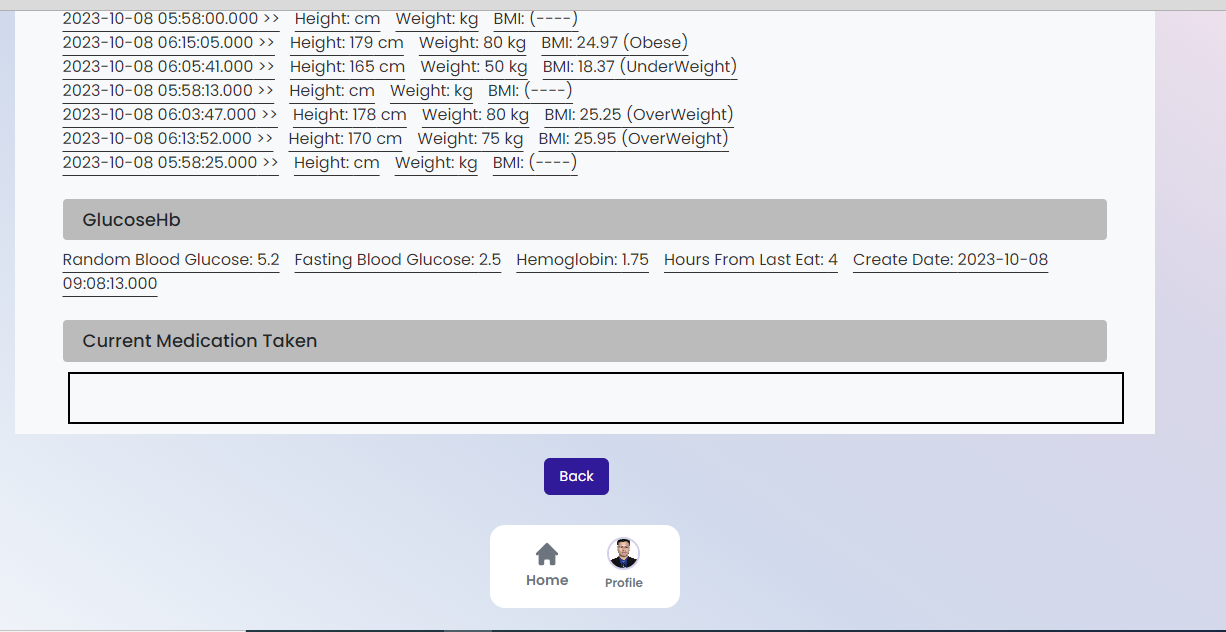 2023-10-08 05:58:00.000 >> Height: cm Weight: kg BMI: (----)
2023-10-08 06:15:05.000 >> Height: 179 cm Weight: 80 kg BMI: 24.97 (Obese)
2023-10-08 06:05:41.000 >> Height: 165 cm Weight: 50 kg BMI: 18.37 (UnderWeight)
2023-10-08 05:58:13.000 >> Height: cm Weight: kg BMI: (----)
2023-10-08 06:03:47.000 >> Height: 178 cm Weight: 80 kg BMI: 25.25 (OverWeight)
2023-10-08 06:13:52.000 >> Height: 170 cm Weight: 75 kg BMI: 25.95 (OverWeight)
2023-10-08 05:58:25.000 >> Height: cm Weight: kg BMI: (----)
GlucoseHb
Random Blood Glucose: 5.2 Fasting Blood Glucose: 2.5 Hemoglobin: 1.75 Hours From Last Eat: 4 Create Date: 2023-10-08
09:08:13.000
Current Medication Taken
Back
Home Profile